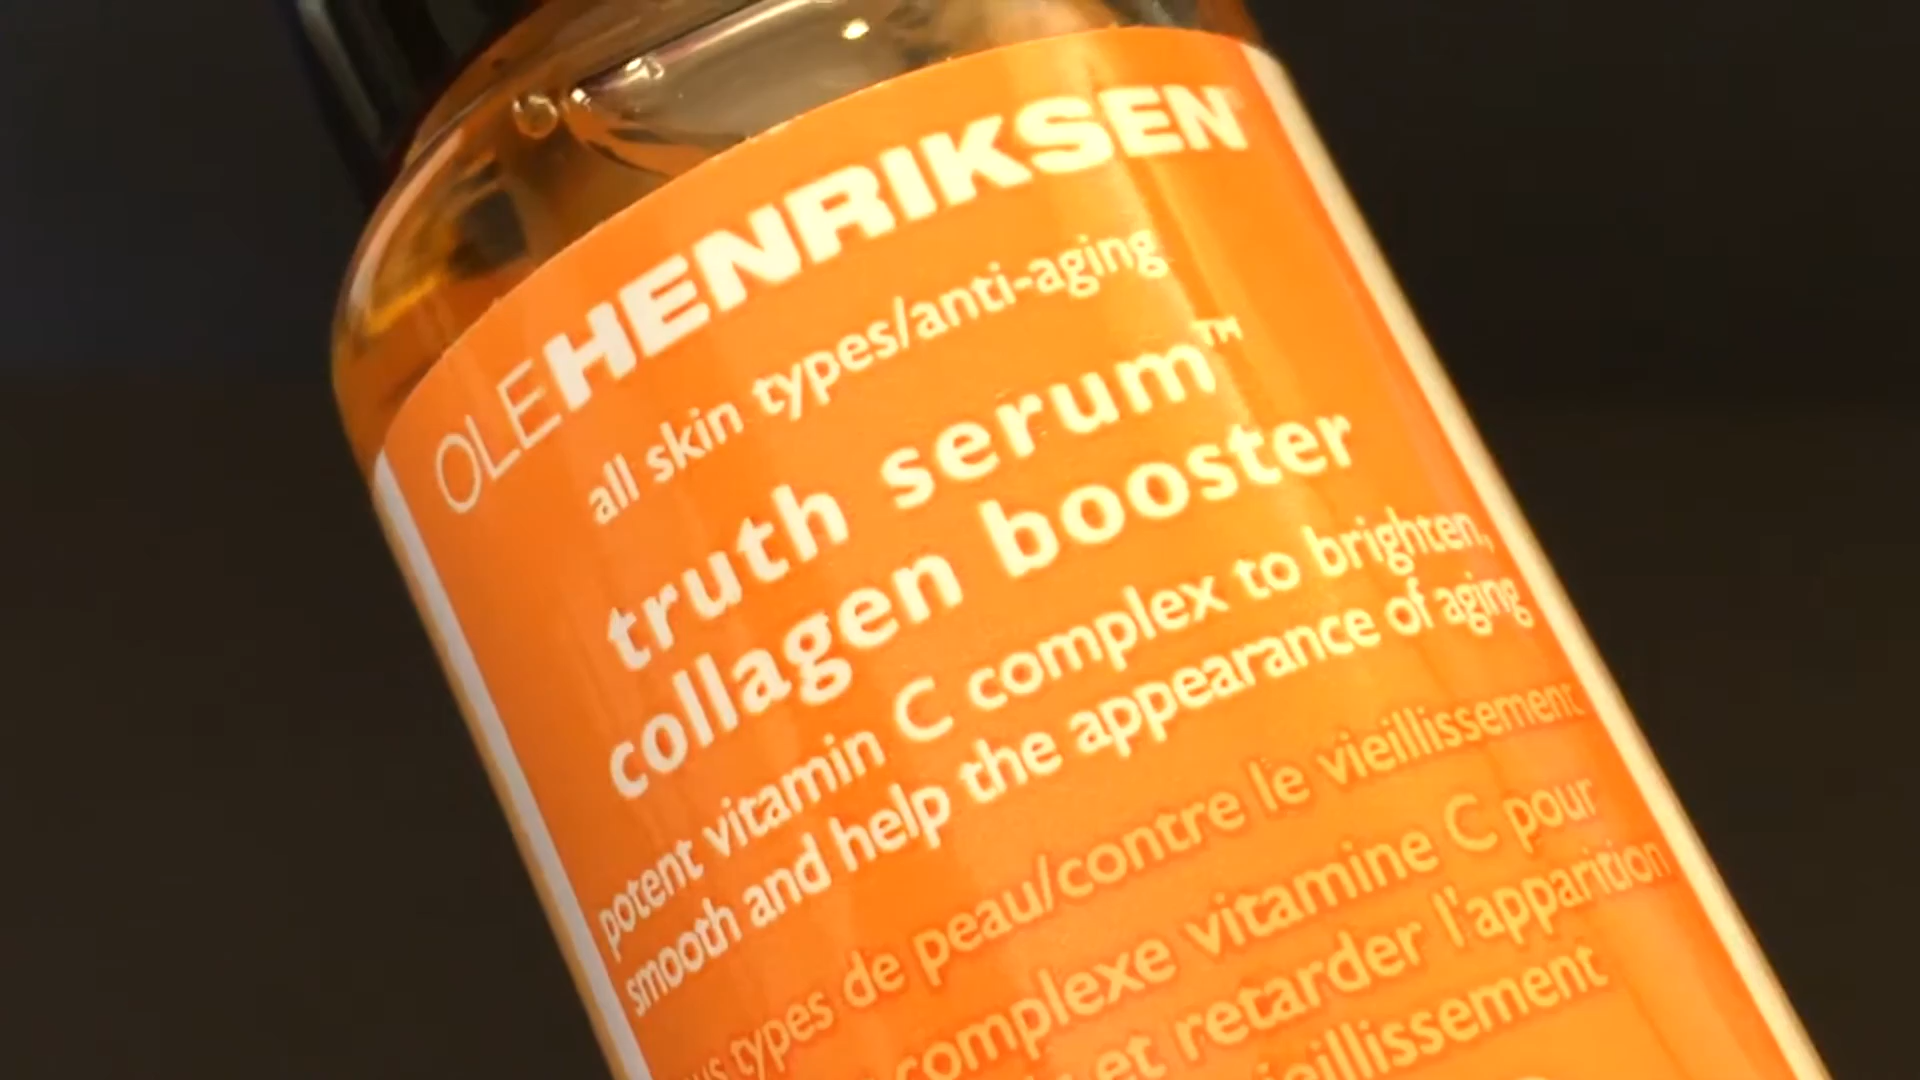 OLEHENRIKSEN
all skin types/anti-aging
truth serum™
collagen booster
potent vitamin C complex to brighten,
smooth and help the appearance of aging
types de peau/contre le vieillissement
complexe vitamine C pour
et retarder l'apparition